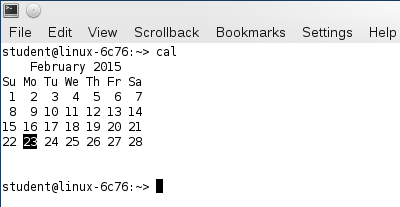 File Edit View Scrollback Bookmarks Settings Help
student@linux-6c76:~> cal
    February 2015
Su Mo Tu We Th Fr Sa
 1  2  3  4  5  6  7
 8  9 10 11 12 13 14
15 16 17 18 19 20 21
22 23 24 25 26 27 28
student@linux-6c76:~>